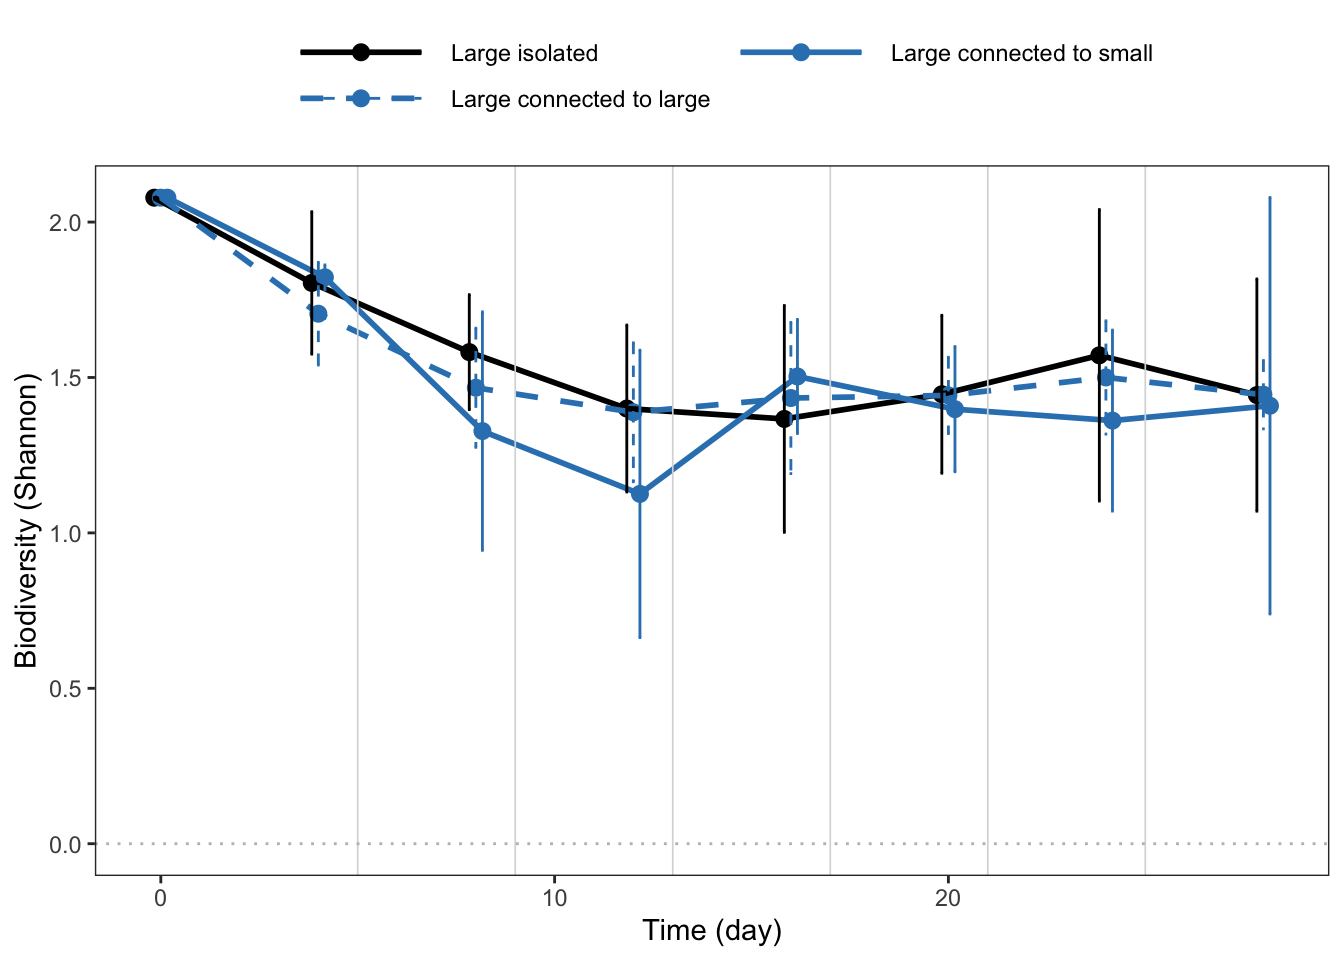 Large isolated
Large connected to small
Large connected to large
Biodiversity (Shannon)
2.0
1.5
1.0
0.5
0.0
0
10
20
Time (day)